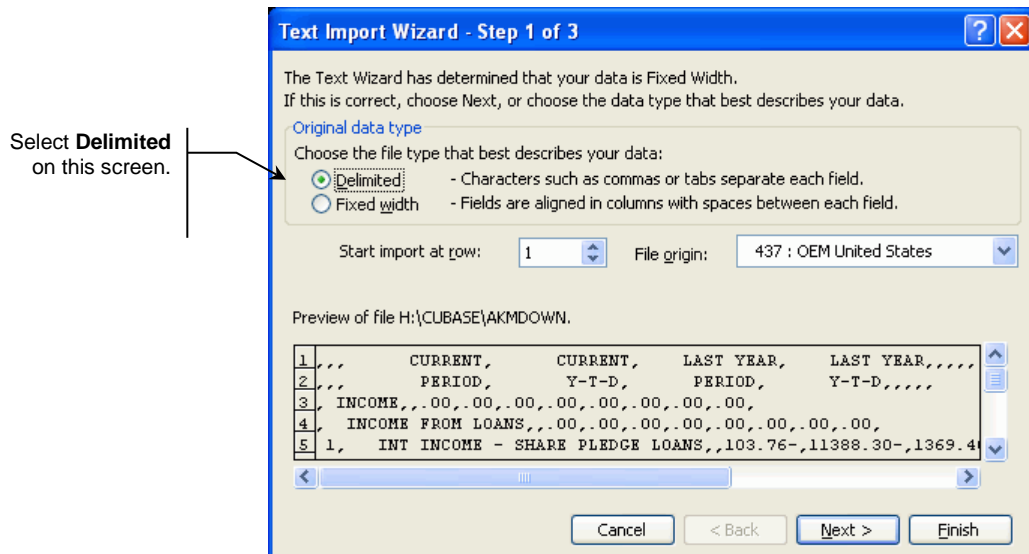 Select Delimited
on this screen.
Text Import Wizard - Step 1 of 3
The Text Wizard has determined that your data is Fixed Width.
If this is correct, choose Next, or choose the data type that best describes your data.
Original data type
Choose the file type that best describes your data:
Delimited - Characters such as commas or tabs separate each field.
Fixed width - Fields are aligned in columns with spaces between each field.
Start import at row: 1 File origin: 437 : OEM United States
Preview of file H:\CUBASE\AKMDOWN.
1 ,,, CURRENT, CURRENT, LAST YEAR, LAST YEAR,,,,,
2 ,,, PERIOD, Y-T-D, PERIOD, Y-T-D,,,,,
3 , INCOME,,.00,.00,.00,.00,.00,.00,.00,.00,
4 , INCOME FROM LOANS,,.00,.00,.00,.00,.00,.00,.00,.00,
5 1, INT INCOME - SHARE PLEDGE LOANS,,103.76-,11388.30-,1369.4
Cancel < Back Next > Finish